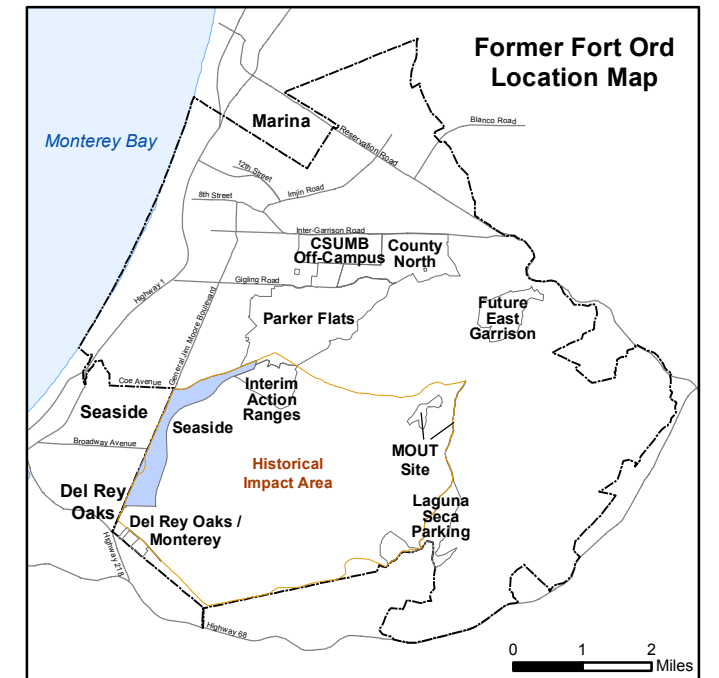 Former Fort Ord
Location Map
Marina
Monterey Bay
Blanco Road
Reservation Road
12th Street
Imjin Road
8th Street
Inter-Garrison Road
CSUMB
Off-Campus
County
North
Gigling Road
Highway 1
General Jim Moore Boulevard
Parker Flats
Future
East
Garrison
Coe Avenue
Interim
Action
Ranges
Seaside
Seaside
Broadway Avenue
MOUT
Site
Historical
Impact Area
Del Rey
Oaks
Laguna
Seca
Parking
Del Rey Oaks /
Monterey
Highway 218
Highway 68
0 1 2
Miles